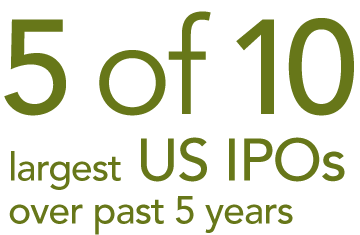 5 of 10
largest US IPOs
over past 5 years